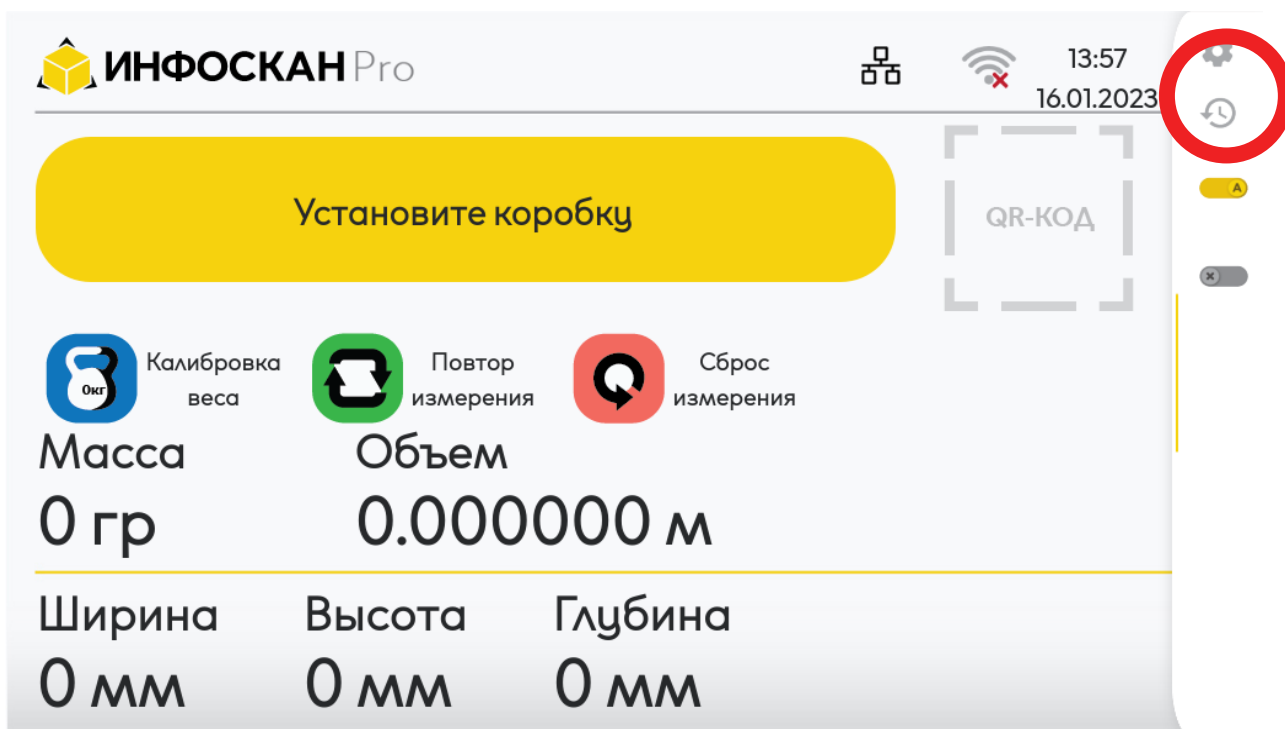 ИНФОСКАН Pro
13:57
16.01.2023
Установите коробку
QR-КОД
A
0кг
Калибровка
веса
Повтор
измерения
Сброс
измерения
Масса
Объем
0 гр
0.000000 м
Ширина
Высота
Глубина
0 мм
0 мм
0 мм